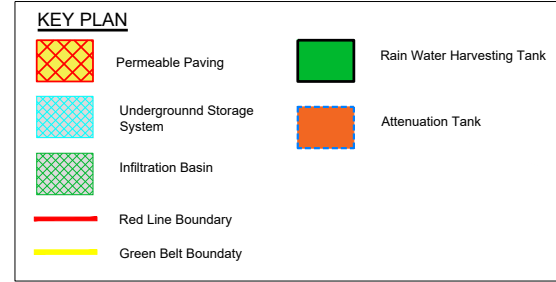 KEY PLAN
Permeable Paving
Undergrounnd Storage
System
Infiltration Basin
Red Line Boundary
Green Belt Boundaty
Rain Water Harvesting Tank
Attenuation Tank